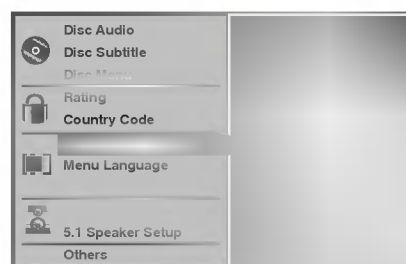 Disc Audio
Disc Subtitle
Disc Menu
Rating
Country Code
Menu Language
5.1 Speaker Setup
Others